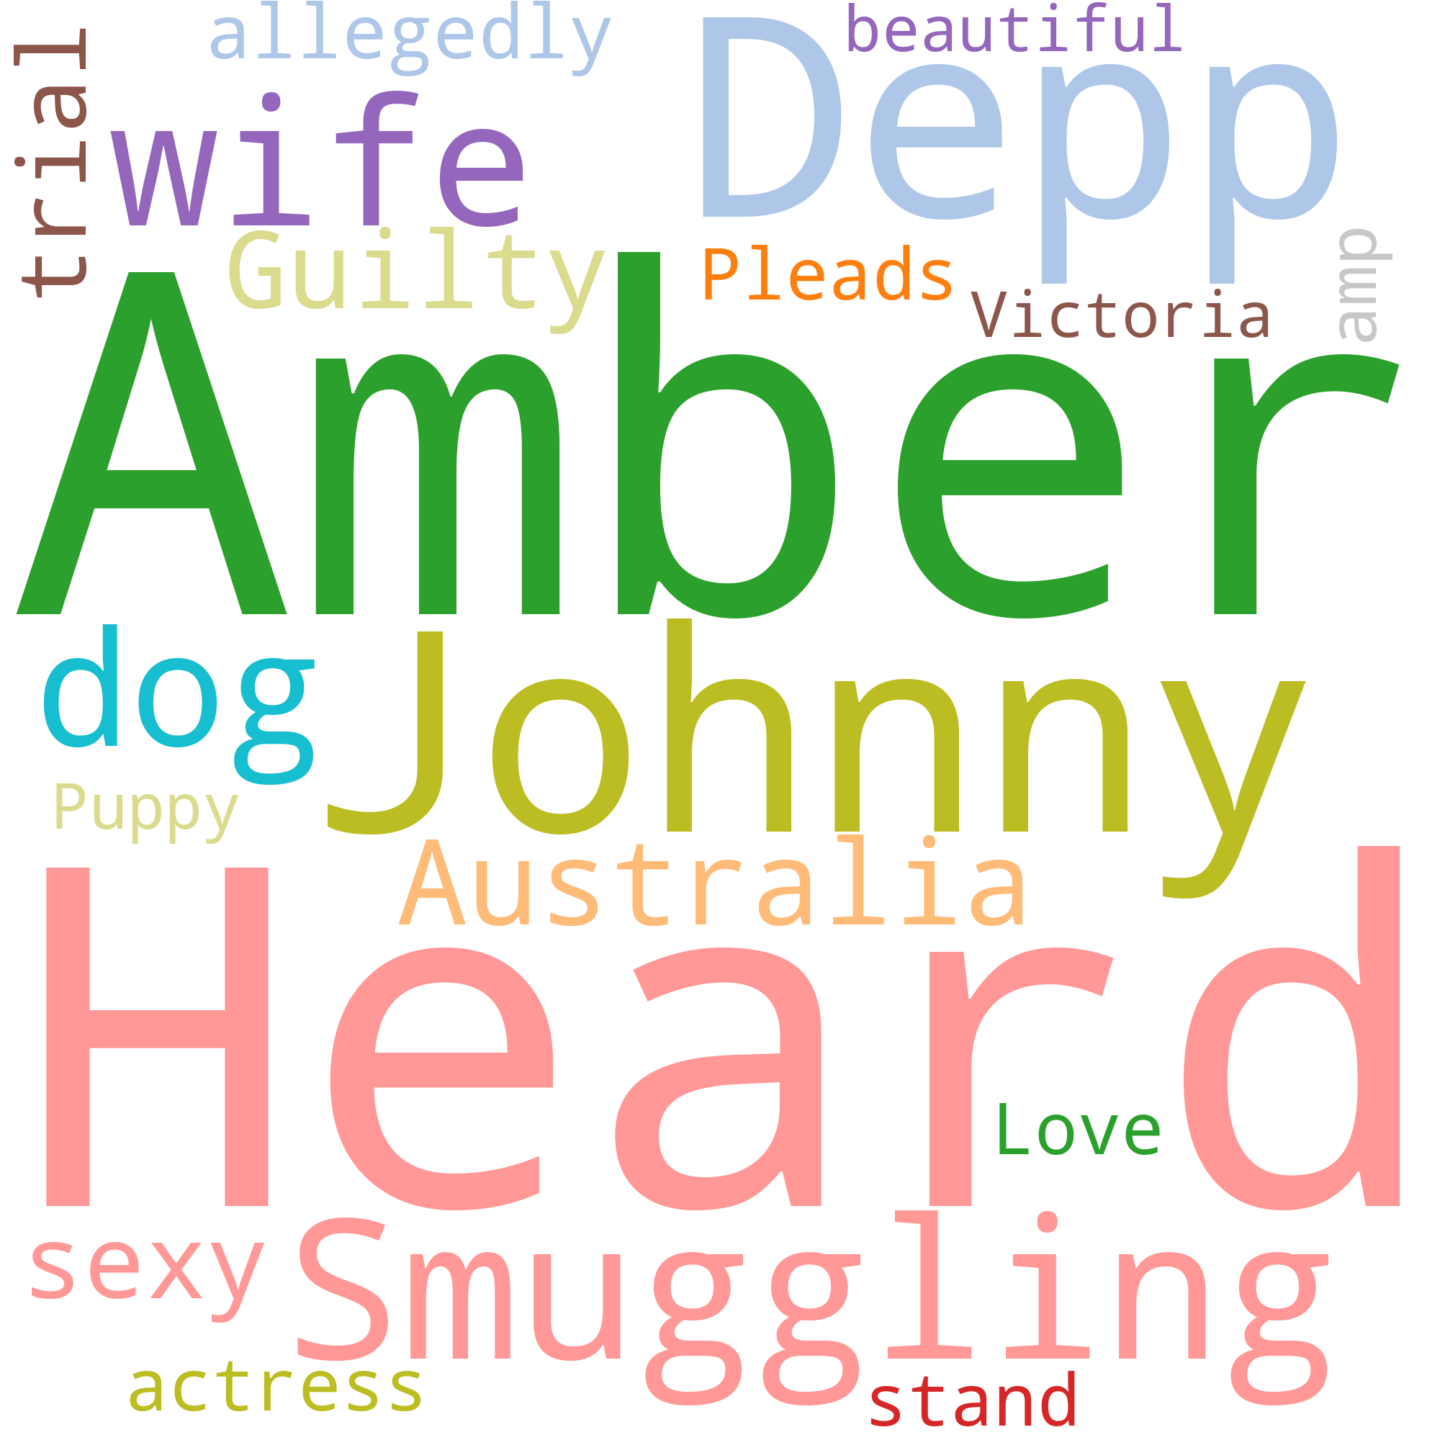 allegedly
beautiful
trial
wife
Depp
Guilty
Pleads
Victoria
amp
Amber
dog
Johnny
Puppy
Australia
Heard
Love
sexy
Smuggling
actress
stand